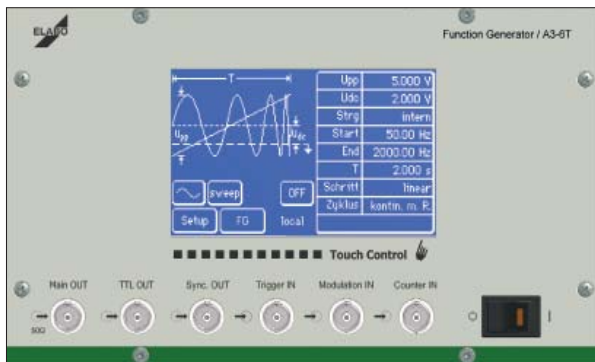 ELABO
Function Generator / A3-6T
T
Upp
Udc
Upp 5.000 V
Udc 2.000 V
Strg intern
Start 50.00 Hz
End 2000.00 Hz
T 2.000 s
Schritt linear
Zyklus kontin. m. R.
sweep OFF
Setup FG local
Touch Control
Main OUT TTL OUT Sync. OUT Trigger IN Modulation IN Counter IN
50Ω
O I